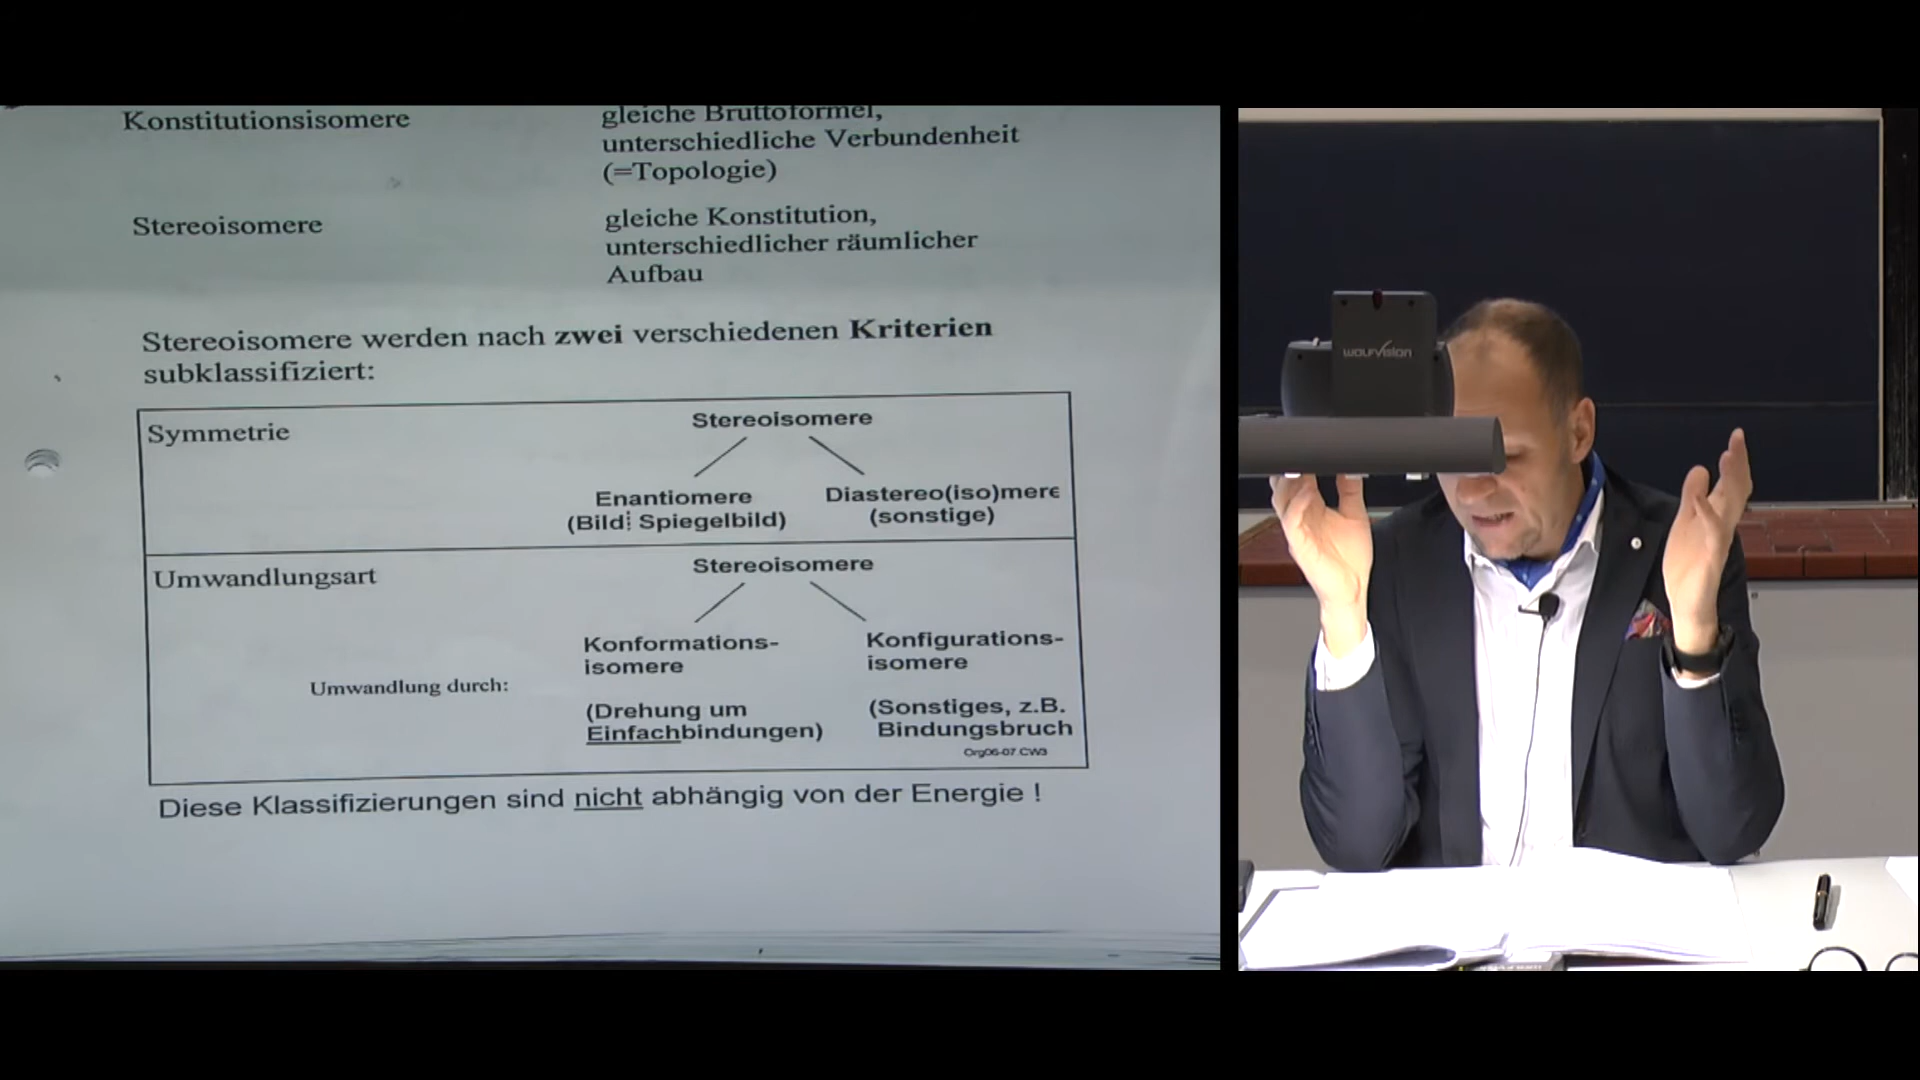 Konstitutionsisomere
gleiche Bruttoformel,
unterschiedliche Verbundenheit
(=Topologie)
Stereoisomere
gleiche Konstitution,
unterschiedlicher räumlicher
Aufbau
Stereoisomere werden nach zwei verschiedenen Kriterien
subklassifiziert:
Symmetrie
Stereoisomere
Enantiomere
(Bild¦ Spiegelbild)
Diastereo(iso)mere
(sonstige)
Umwandlungsart
Stereoisomere
Konformations-
isomere
Konfigurations-
isomere
Umwandlung durch:
(Drehung um
Einfachbindungen)
(Sonstiges, z.B.
Bindungsbruch
Org06-07.CW3
Diese Klassifizierungen sind nicht abhängig von der Energie !
WOLFVISION